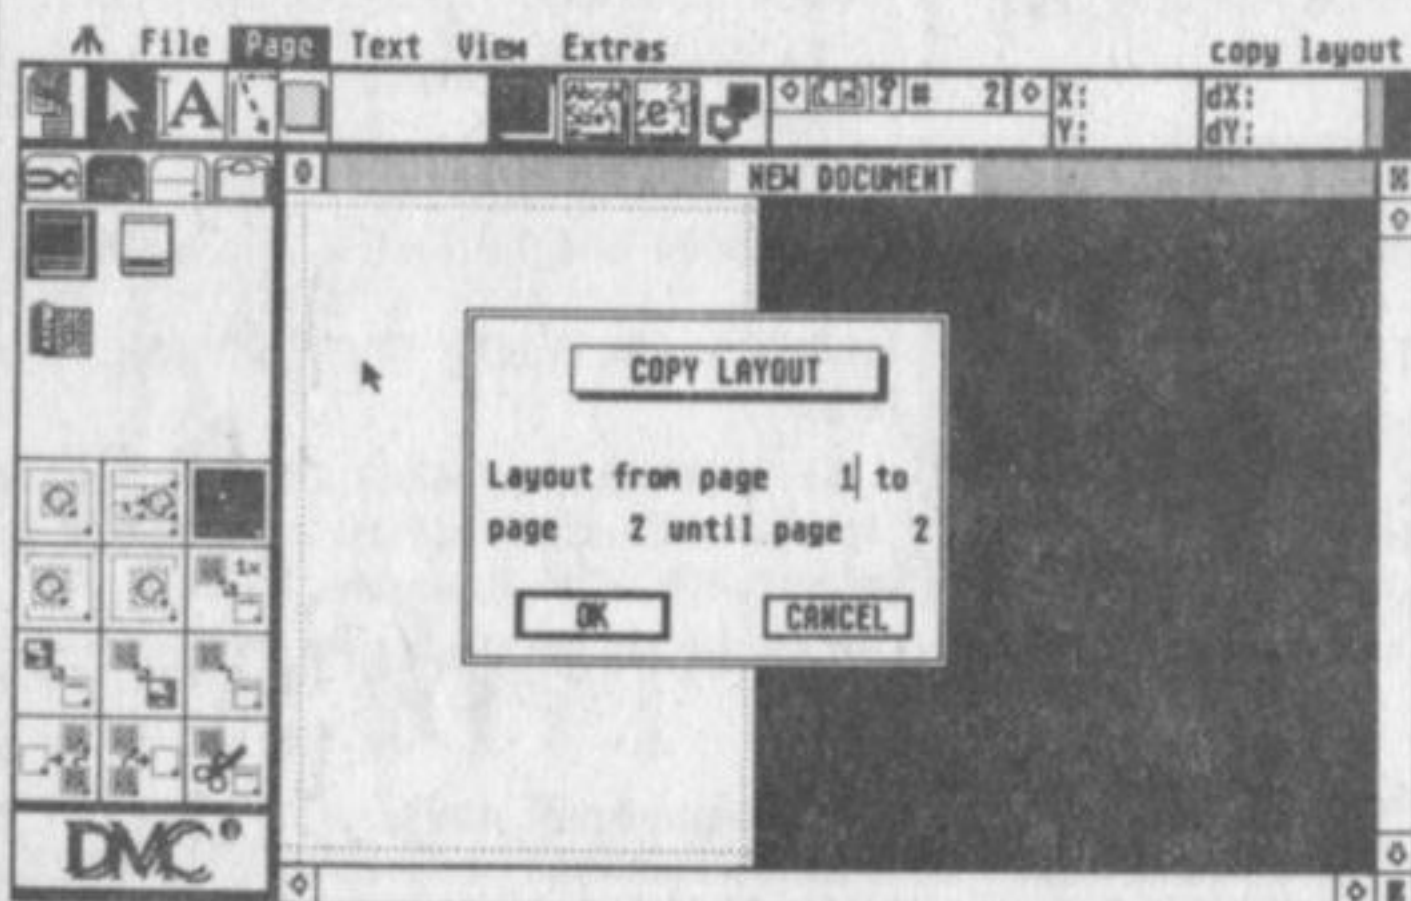 File Page Text View Extras copy layout
A # 2 X: dX:
Y: dY:
NEW DOCUMENT
COPY LAYOUT
Layout from page 1 to
page 2 until page 2
OK CANCEL
DMC